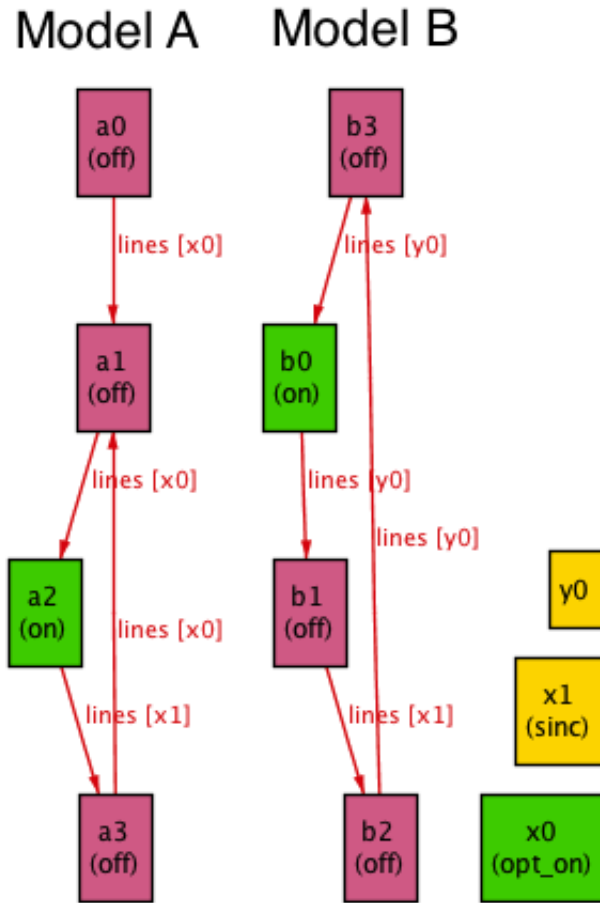 Model A
Model B
a0
(off)
b3
(off)
lines [x0]
lines [y0]
a1
(off)
b0
(on)
lines [x0]
lines [y0]
lines [y0]
a2
(on)
b1
(off)
y0
lines [x0]
x1
(sinc)
lines [x1]
lines [x1]
a3
(off)
b2
(off)
x0
(opt_on)